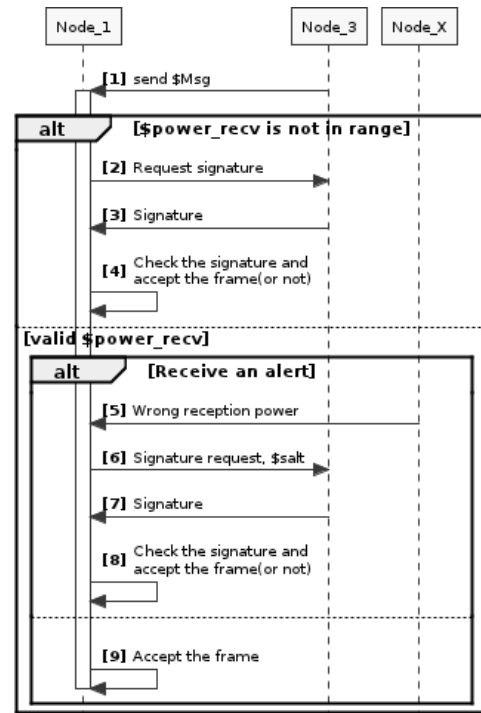 Node_1 Node_3 Node_X
[1] send $Msg
alt [$power_recv is not in range]
[2] Request signature
[3] Signature
[4] Check the signature and
accept the frame(or not)
[valid $power_recv]
alt [Receive an alert]
[5] Wrong reception power
[6] Signature request, $salt
[7] Signature
[8] Check the signature and
accept the frame(or not)
[9] Accept the frame